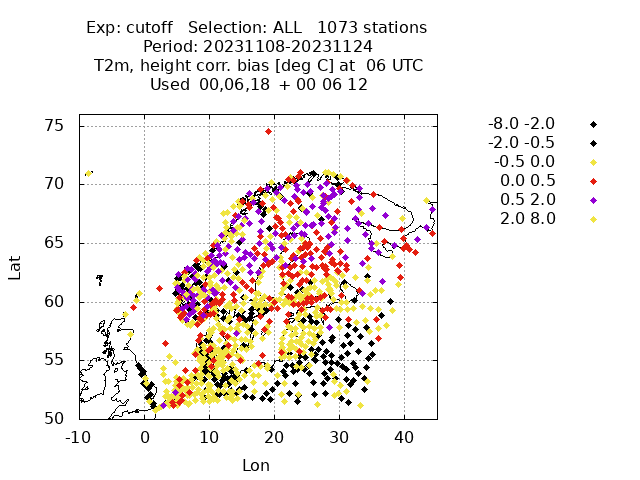 Exp: cutoff   Selection: ALL   1073 stations
Period: 20231108-20231124
T2m, height corr. bias [deg C] at  06 UTC
Used  00,06,18  + 00 06 12
-8.0 -2.0
-2.0 -0.5
-0.5 0.0
0.0 0.5
0.5 2.0
2.0 8.0
75
70
65
60
55
50
Lat
-10 0 10 20 30 40
Lon